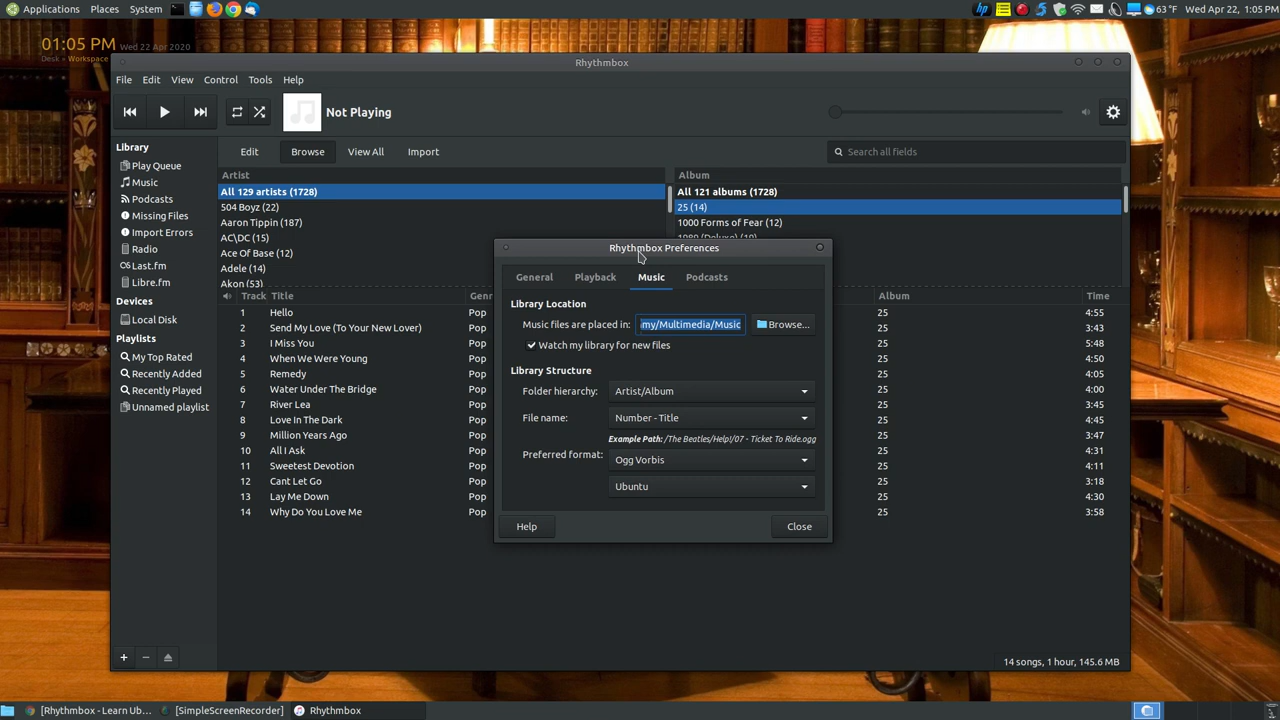 Applications Places System
63 °F Wed Apr 22, 1:05 PM
01:05 PM Wed 22 Apr 2020
Desk - Workspace
Rhythmbox
File Edit View Control Tools Help
Not Playing
Edit Browse View All Import
Search all fields
Library
Play Queue
Music
Podcasts
Missing Files
Import Errors
Radio
Last.fm
Libre.fm
Devices
Local Disk
Playlists
My Top Rated
Recently Added
Recently Played
Unnamed playlist
Artist
All 129 artists (1728)
504 Boyz (22)
Aaron Tippin (187)
AC\DC (15)
Ace Of Base (12)
Adele (14)
Akon (53)
Album
All 121 albums (1728)
25 (14)
1000 Forms of Fear (12)
1989 (Deluxe) (19)
Track Title Genr Album Time
1 Hello Pop 25 4:55
2 Send My Love (To Your New Lover) Pop 25 3:43
3 I Miss You Pop 25 5:48
4 When We Were Young Pop 25 4:50
5 Remedy Pop 25 4:05
6 Water Under The Bridge Pop 25 4:00
7 River Lea Pop 25 3:45
8 Love In The Dark Pop 25 4:45
9 Million Years Ago Pop 25 3:47
10 All I Ask Pop 25 4:31
11 Sweetest Devotion Pop 25 4:11
12 Cant Let Go Pop 25 3:18
13 Lay Me Down Pop 25 4:30
14 Why Do You Love Me Pop 25 3:58
Rhythmbox Preferences
General Playback Music Podcasts
Library Location
Music files are placed in: my/Multimedia/Music Browse...
Watch my library for new files
Library Structure
Folder hierarchy: Artist/Album
File name: Number - Title
Example Path: /The Beatles/Help!/07 - Ticket To Ride.ogg
Preferred format: Ogg Vorbis
Ubuntu
Help Close
14 songs, 1 hour, 145.6 MB
[Rhythmbox - Learn Ub... [SimpleScreenRecorder] Rhythmbox